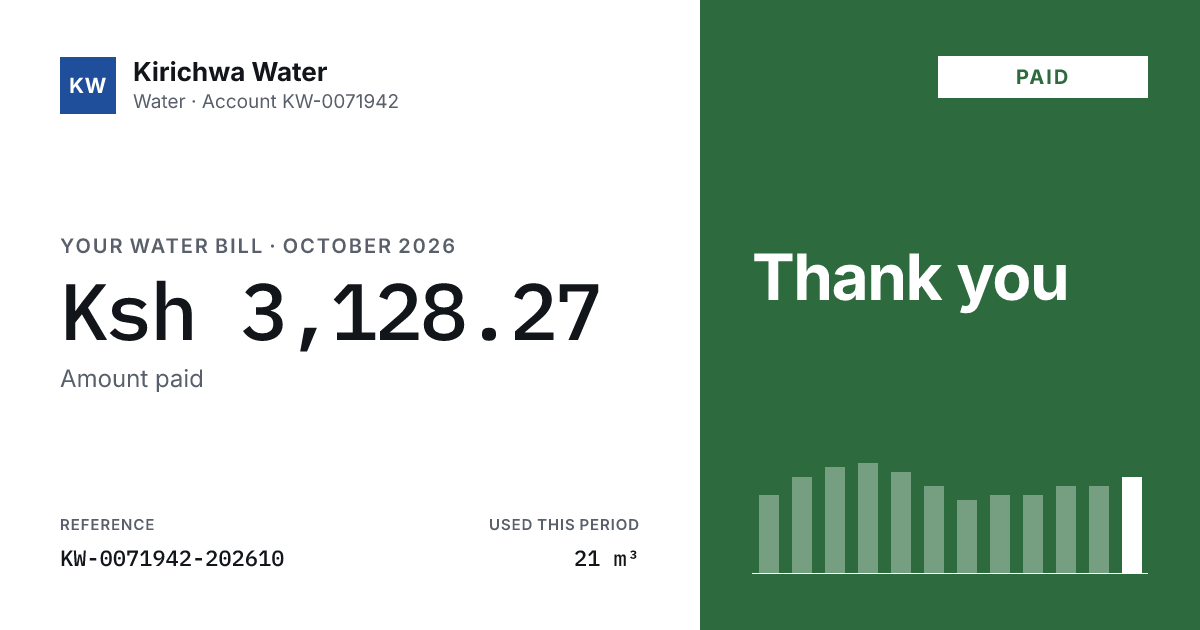 KW
Kirichwa Water
Water · Account KW-0071942
PAID
YOUR WATER BILL · OCTOBER 2026
Ksh 3,128.27
Amount paid
Thank you
REFERENCE
KW-0071942-202610
USED THIS PERIOD
21 m³